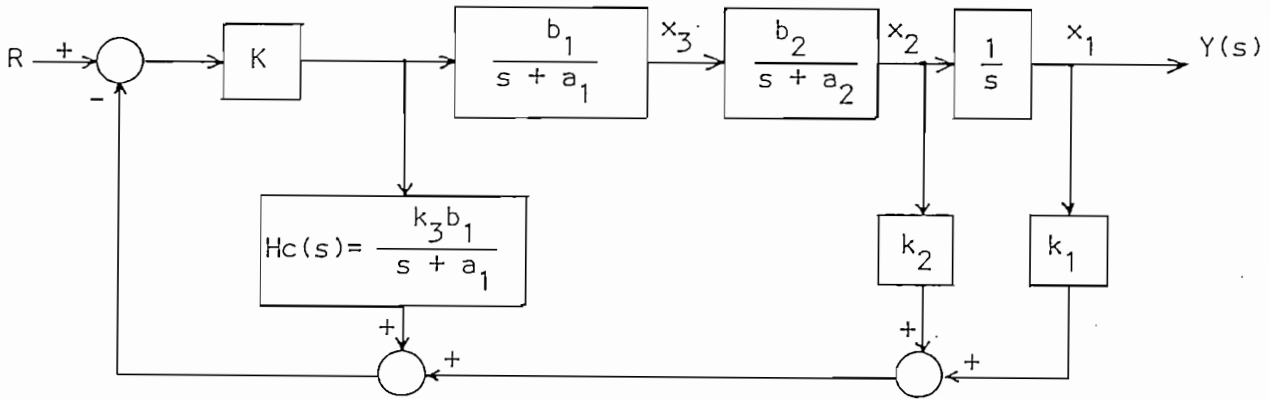 R + K b₁ / (s + a₁) x₃ b₂ / (s + a₂) x₂ 1/s x₁ Y(s)
-
Hc(s)= k₃b₁ / (s + a₁) k₂ k₁
+ + + +